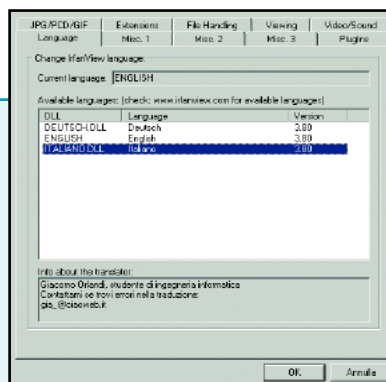 JPG/PCD/GIF Extensions File Handling Viewing Video/Sound
Language Misc. 1 Misc. 2 Misc. 3 Plugins
Change IrfanView language:
Current language: ENGLISH
Available languages: (check: www.irfanview.com for available languages)
DLL Language Version
DEUTSCH.DLL Deutsch 3.80
ENGLISH English 3.80
ITALIANO.DLL Italiano 3.80
Info about the translator:
Giacomo Orlandi, studente di ingegneria informatica
Contattami se trovi errori nella traduzione:
gia_@ciaoweb.it
OK Annulla